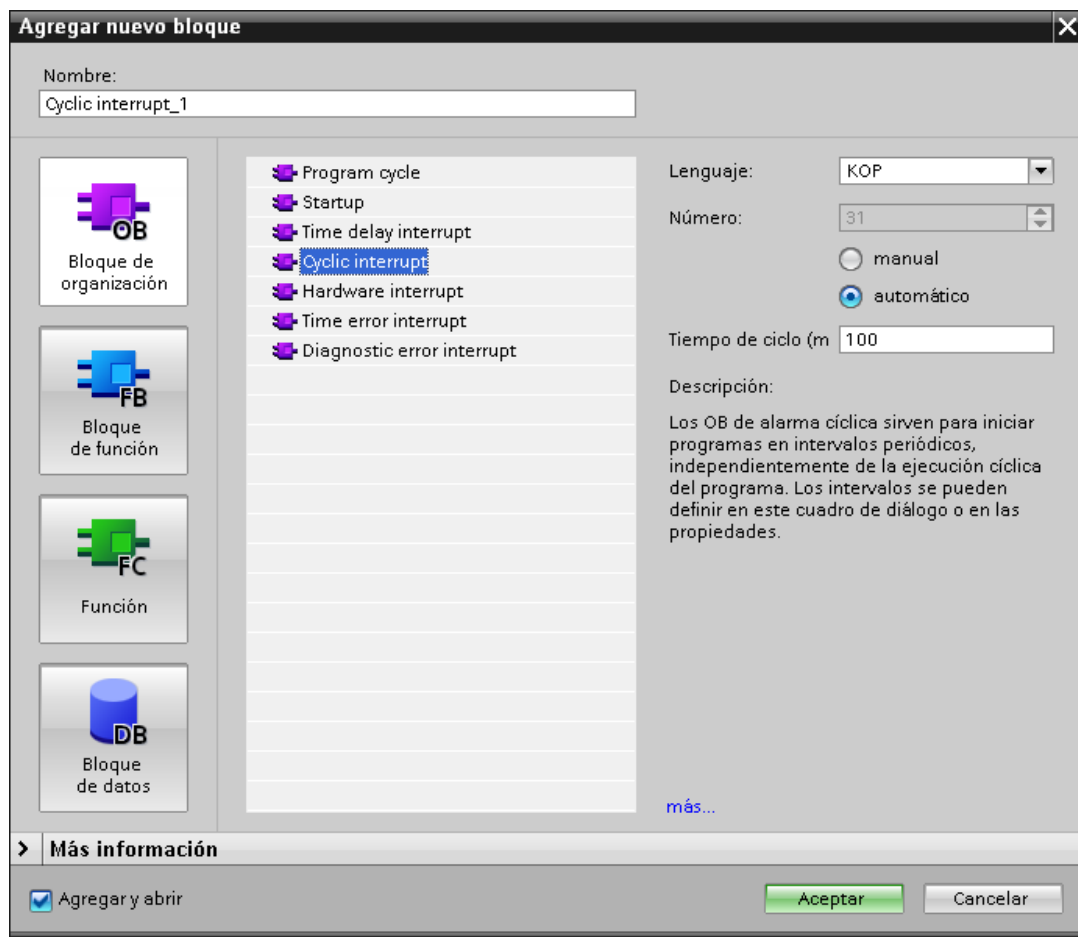 Agregar nuevo bloque
Nombre:
Cyclic interrupt_1
OB
Bloque de
organización
FB
Bloque
de función
FC
Función
DB
Bloque
de datos
Program cycle
Startup
Time delay interrupt
Cyclic interrupt
Hardware interrupt
Time error interrupt
Diagnostic error interrupt
Lenguaje: KOP
Número: 31
manual
automático
Tiempo de ciclo (m 100
Descripción:
Los OB de alarma cíclica sirven para iniciar
programas en intervalos periódicos,
independientemente de la ejecución cíclica
del programa. Los intervalos se pueden
definir en este cuadro de diálogo o en las
propiedades.
más...
> Más información
Agregar y abrir
Aceptar
Cancelar